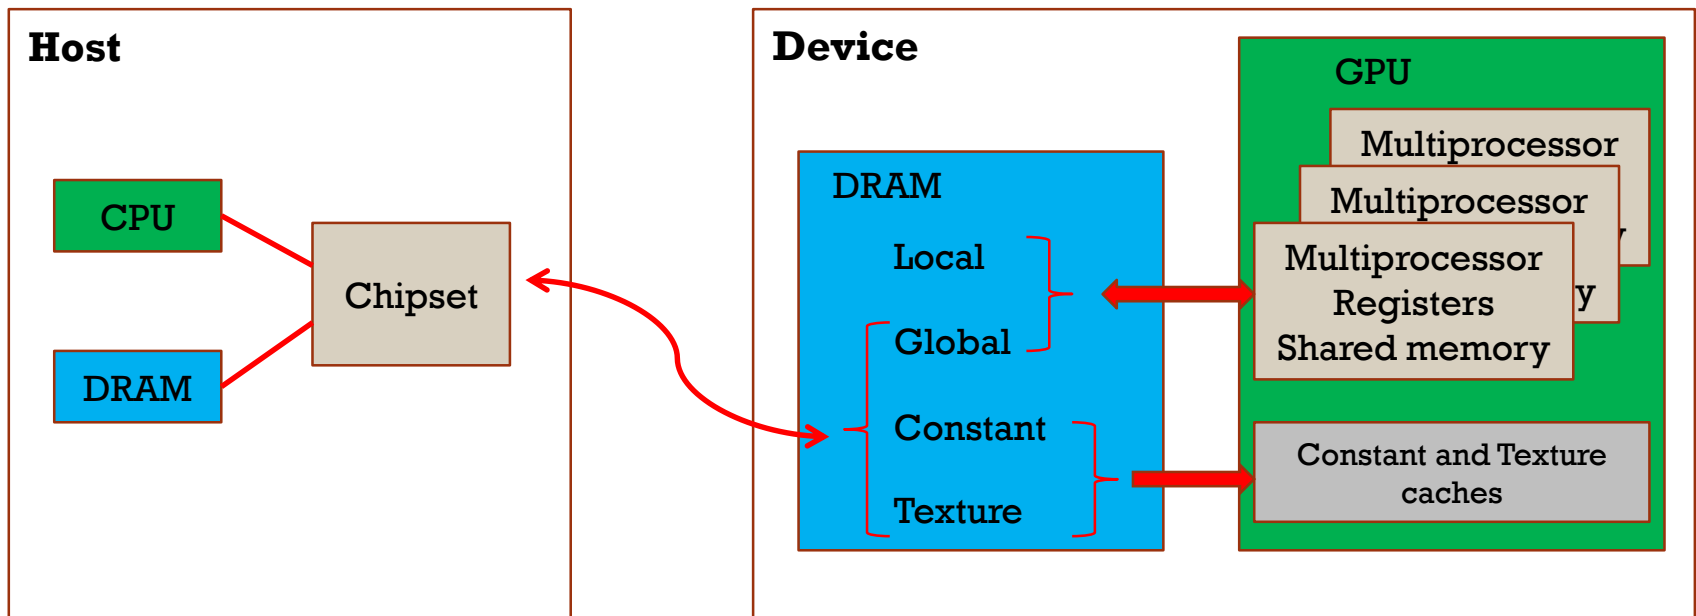 Host
CPU
Chipset
DRAM
Device
DRAM
Local
Global
Constant
Texture
GPU
Multiprocessor
Multiprocessor
Multiprocessor
Registers
Shared memory
y
y
Constant and Texture
caches